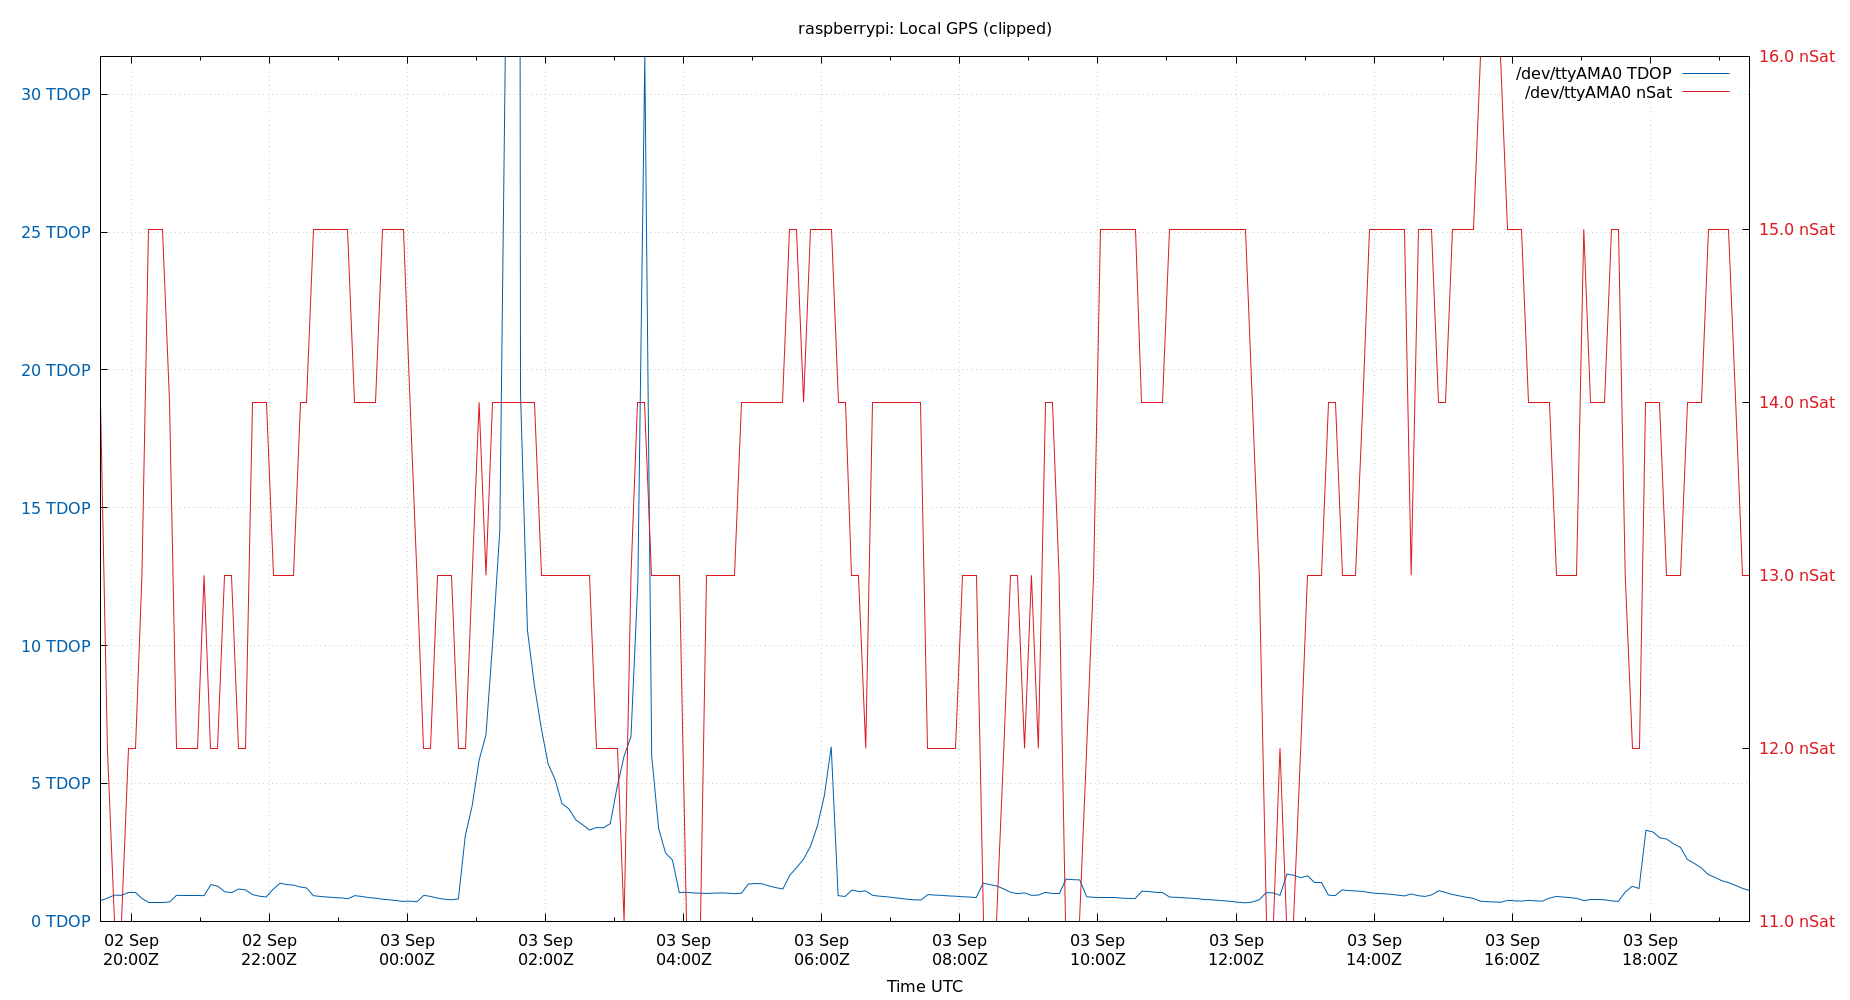 raspberrypi: Local GPS (clipped)
/dev/ttyAMA0 TDOP
/dev/ttyAMA0 nSat
30 TDOP
25 TDOP
20 TDOP
15 TDOP
10 TDOP
5 TDOP
0 TDOP
16.0 nSat
15.0 nSat
14.0 nSat
13.0 nSat
12.0 nSat
11.0 nSat
02 Sep
20:00Z
02 Sep
22:00Z
03 Sep
00:00Z
03 Sep
02:00Z
03 Sep
04:00Z
03 Sep
06:00Z
03 Sep
08:00Z
03 Sep
10:00Z
03 Sep
12:00Z
03 Sep
14:00Z
03 Sep
16:00Z
03 Sep
18:00Z
Time UTC